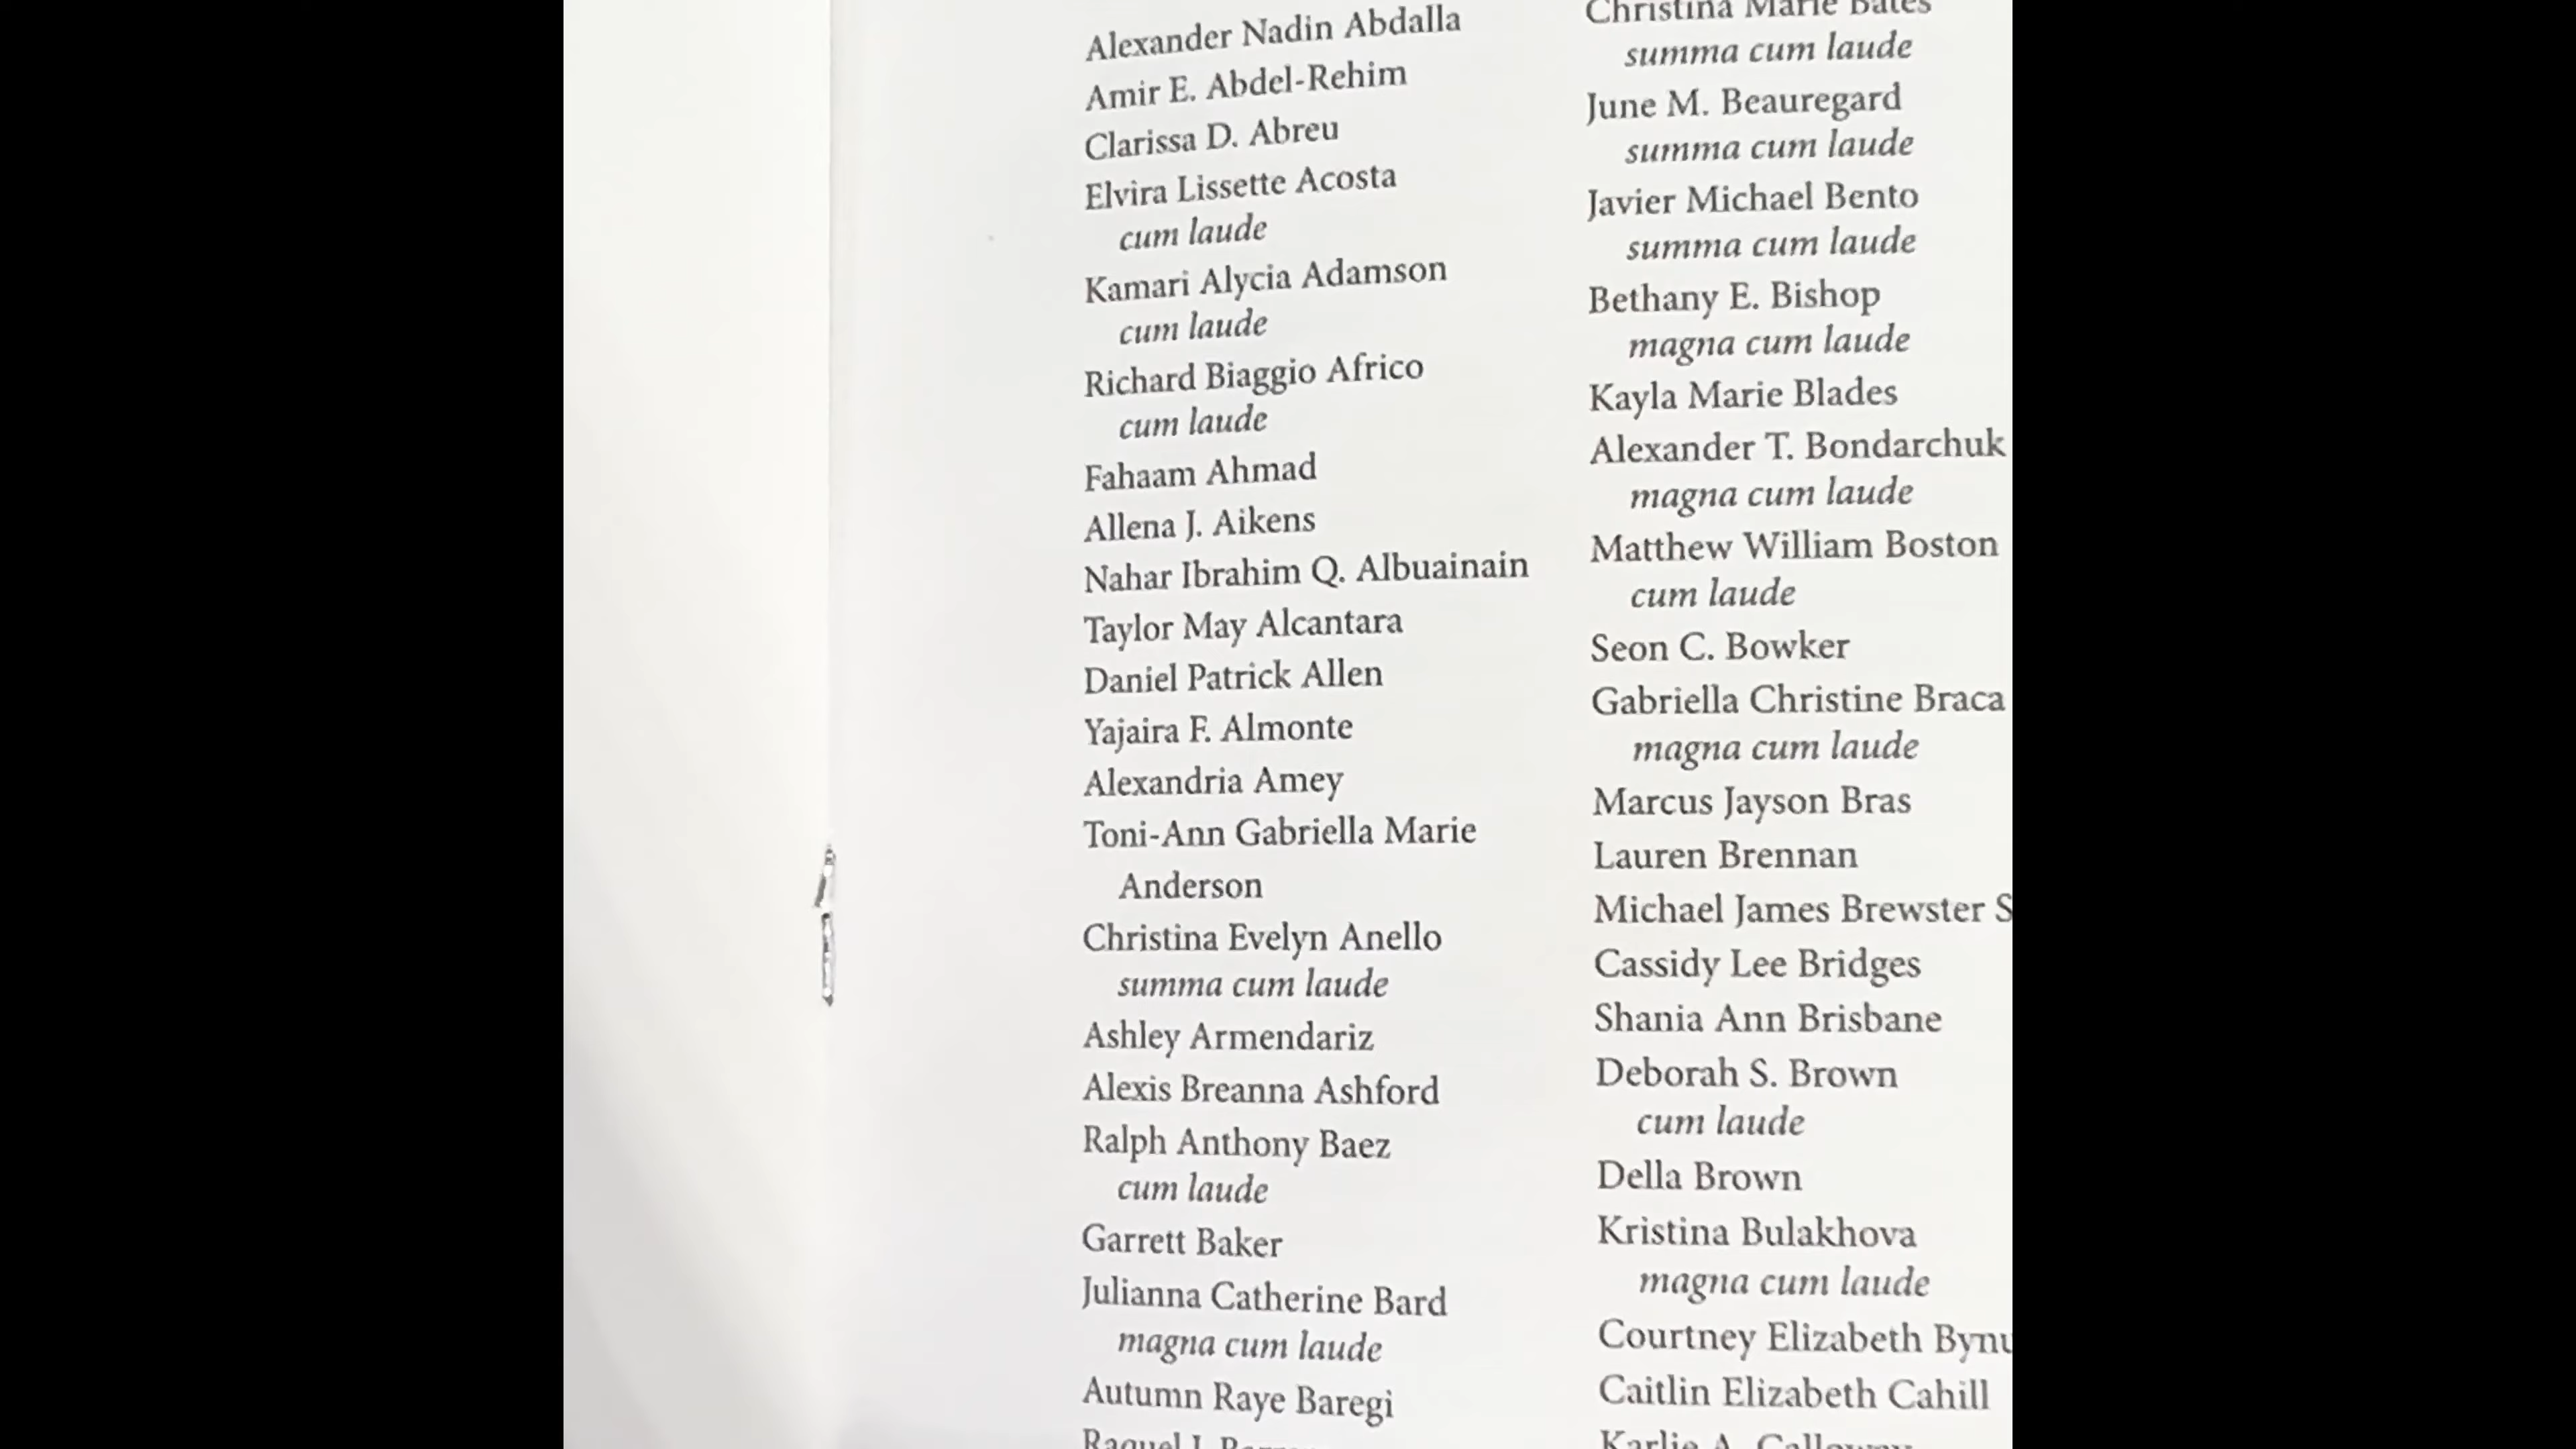 Alexander Nadin Abdalla
Amir E. Abdel-Rehim
Clarissa D. Abreu
Elvira Lissette Acosta
cum laude
Kamari Alycia Adamson
cum laude
Richard Biaggio Africo
cum laude
Fahaam Ahmad
Allena J. Aikens
Nahar Ibrahim Q. Albuainain
Taylor May Alcantara
Daniel Patrick Allen
Yajaira F. Almonte
Alexandria Amey
Toni-Ann Gabriella Marie
Anderson
Christina Evelyn Anello
summa cum laude
Ashley Armendariz
Alexis Breanna Ashford
Ralph Anthony Baez
cum laude
Garrett Baker
Julianna Catherine Bard
magna cum laude
Autumn Raye Baregi
Christina Marie Bates
summa cum laude
June M. Beauregard
summa cum laude
Javier Michael Bento
summa cum laude
Bethany E. Bishop
magna cum laude
Kayla Marie Blades
Alexander T. Bondarchuk
magna cum laude
Matthew William Boston
cum laude
Seon C. Bowker
Gabriella Christine Braca
magna cum laude
Marcus Jayson Bras
Lauren Brennan
Michael James Brewster S
Cassidy Lee Bridges
Shania Ann Brisbane
Deborah S. Brown
cum laude
Della Brown
Kristina Bulakhova
magna cum laude
Courtney Elizabeth
Caitlin Elizabeth Cahill